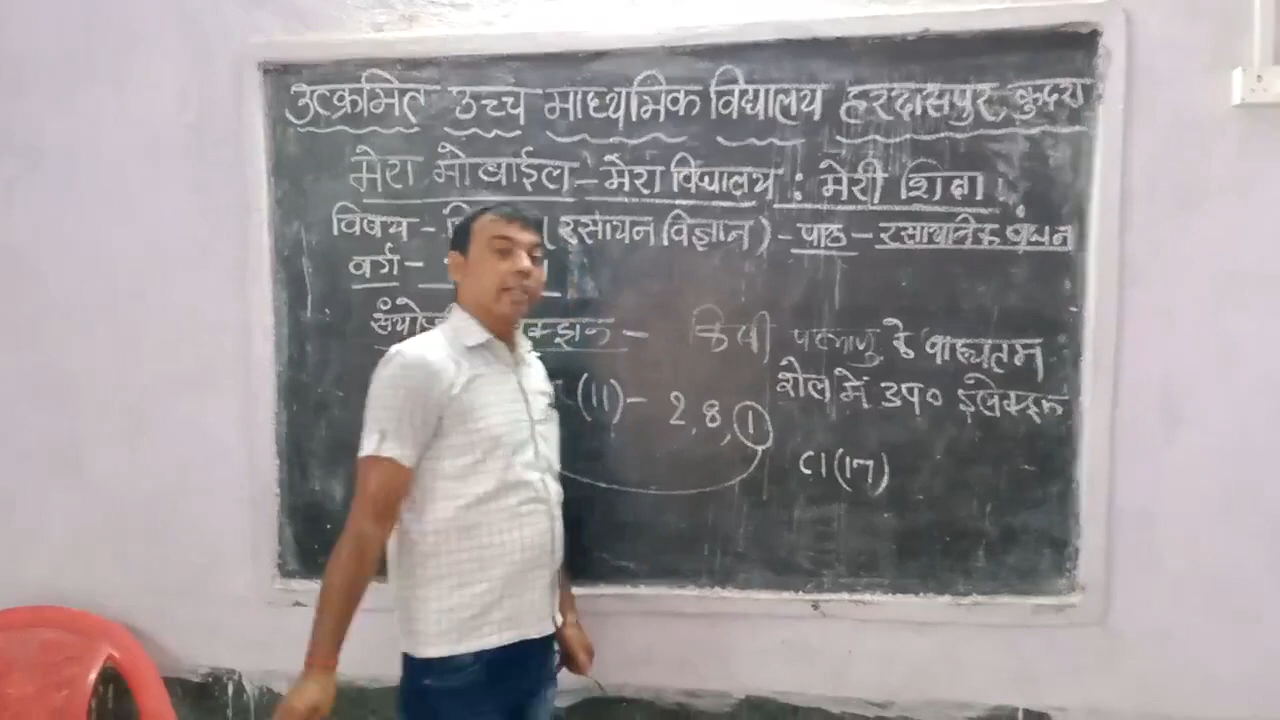 उत्क्रमित उच्च माध्यमिक विद्यालय हरदासपुर, कुदरा
मेरा मोबाईल - मेरा विद्यालय : मेरी शिक्षा
विषय - (रसायन विज्ञान) - पाठ - रसायनिक बंधन
वर्ग -
किसी परमाणु के बाह्यतम
शेल में उप० इलेक्ट्रान
(11) - 2, 8, 1
Cl (17)